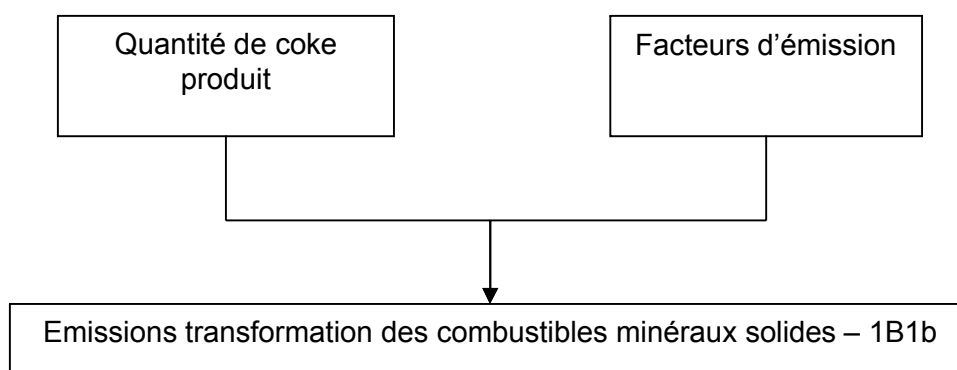 Quantité de coke
produit
Facteurs d’émission
Emissions transformation des combustibles minéraux solides – 1B1b